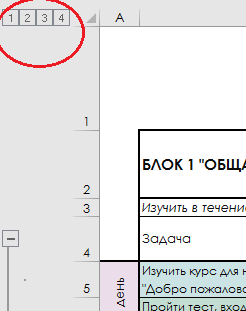 1 2 3 4
A
1
БЛОК 1 "ОБЩА
2
3 Изучить в течени
Задача
4
Изучить курс для н
5 день "Добро пожалова
Пройти тест, вход